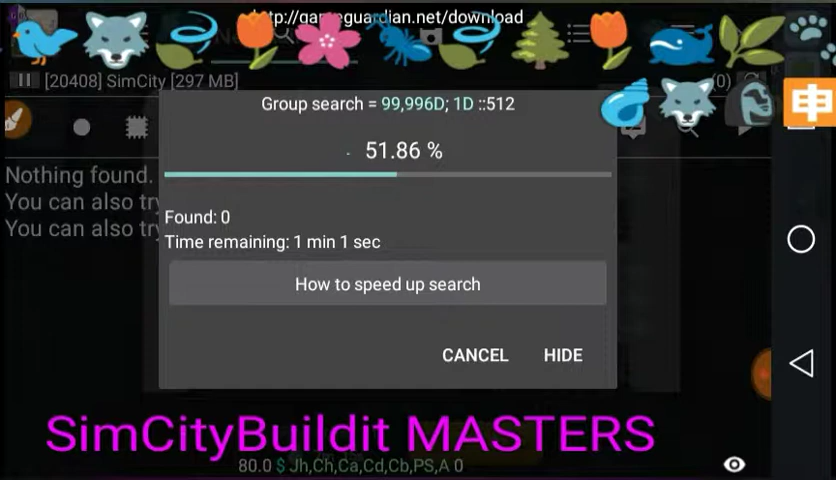 http://gameguardian.net/download
[20408] SimCity [297 MB]
(0)
Group search = 99,996D; 1D ::512
申
51.86 %
Nothing found.
You can also try
You can also try
Found: 0
Time remaining: 1 min 1 sec
How to speed up search
CANCEL HIDE
SimCityBuildit MASTERS
80.0 $ Jh,Ch,Ca,Cd,Cb,PS,A 0